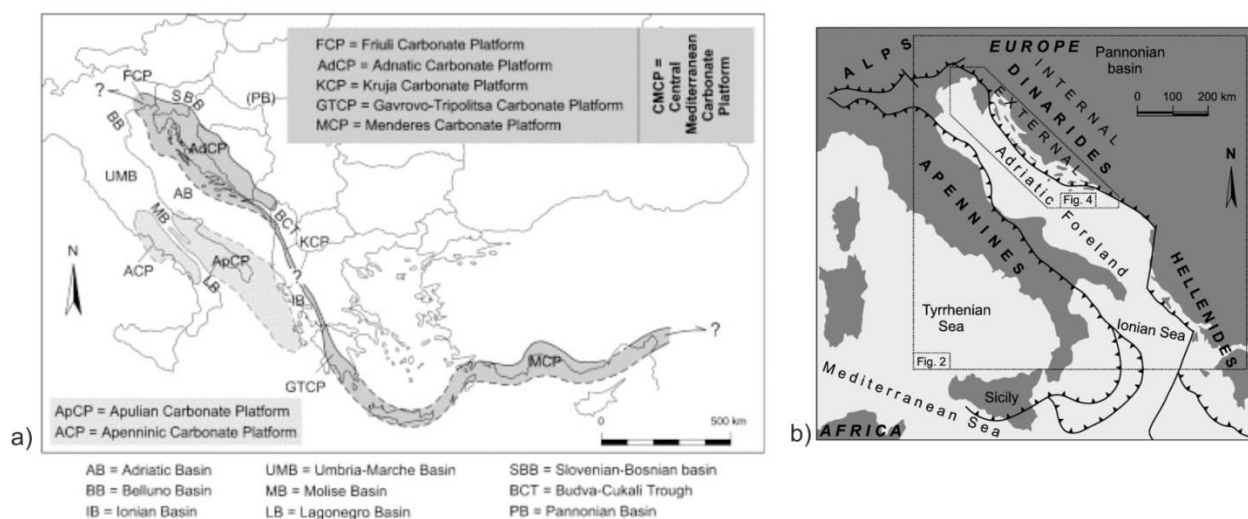 FCP = Friuli Carbonate Platform
AdCP = Adnatic Carbonate Platform
KCP = Kruja Carbonate Platform
GTCP = Gavrovo-Tripolitsa Carbonate Platform
MCP = Menderes Carbonate Platform
CMCP =
Central
Mediterranean
Carbonate
Platform
FCP
?
SBB
(PB)
BB
AdCP
UMB
AB
MB
BCT
KCP
N
ACP
ApCP
LB
?
IB
GTCP
MCP
?
ApCP = Apulian Carbonate Platform
ACP = Apenninic Carbonate Platform
0 500 km
a)
AB = Adriatic Basin
BB = Belluno Basin
IB = Ionian Basin
UMB = Umbria-Marche Basin
MB = Molise Basin
LB = Lagonegro Basin
SBB = Slovenian-Bosnian basin
BCT = Budva-Cukali Trough
PB = Pannonian Basin
ALPS
EUROPE
Pannonian
basin
INTERNAL
DINARIDES
EXTERNAL
0 100 200 km
N
APENNINES
Adriatic Foreland
Fig. 4
HELLENIDES
Tyrrhenian
Sea
Ionian Sea
Fig. 2
Mediterranean Sea
Sicily
AFRICA
b)